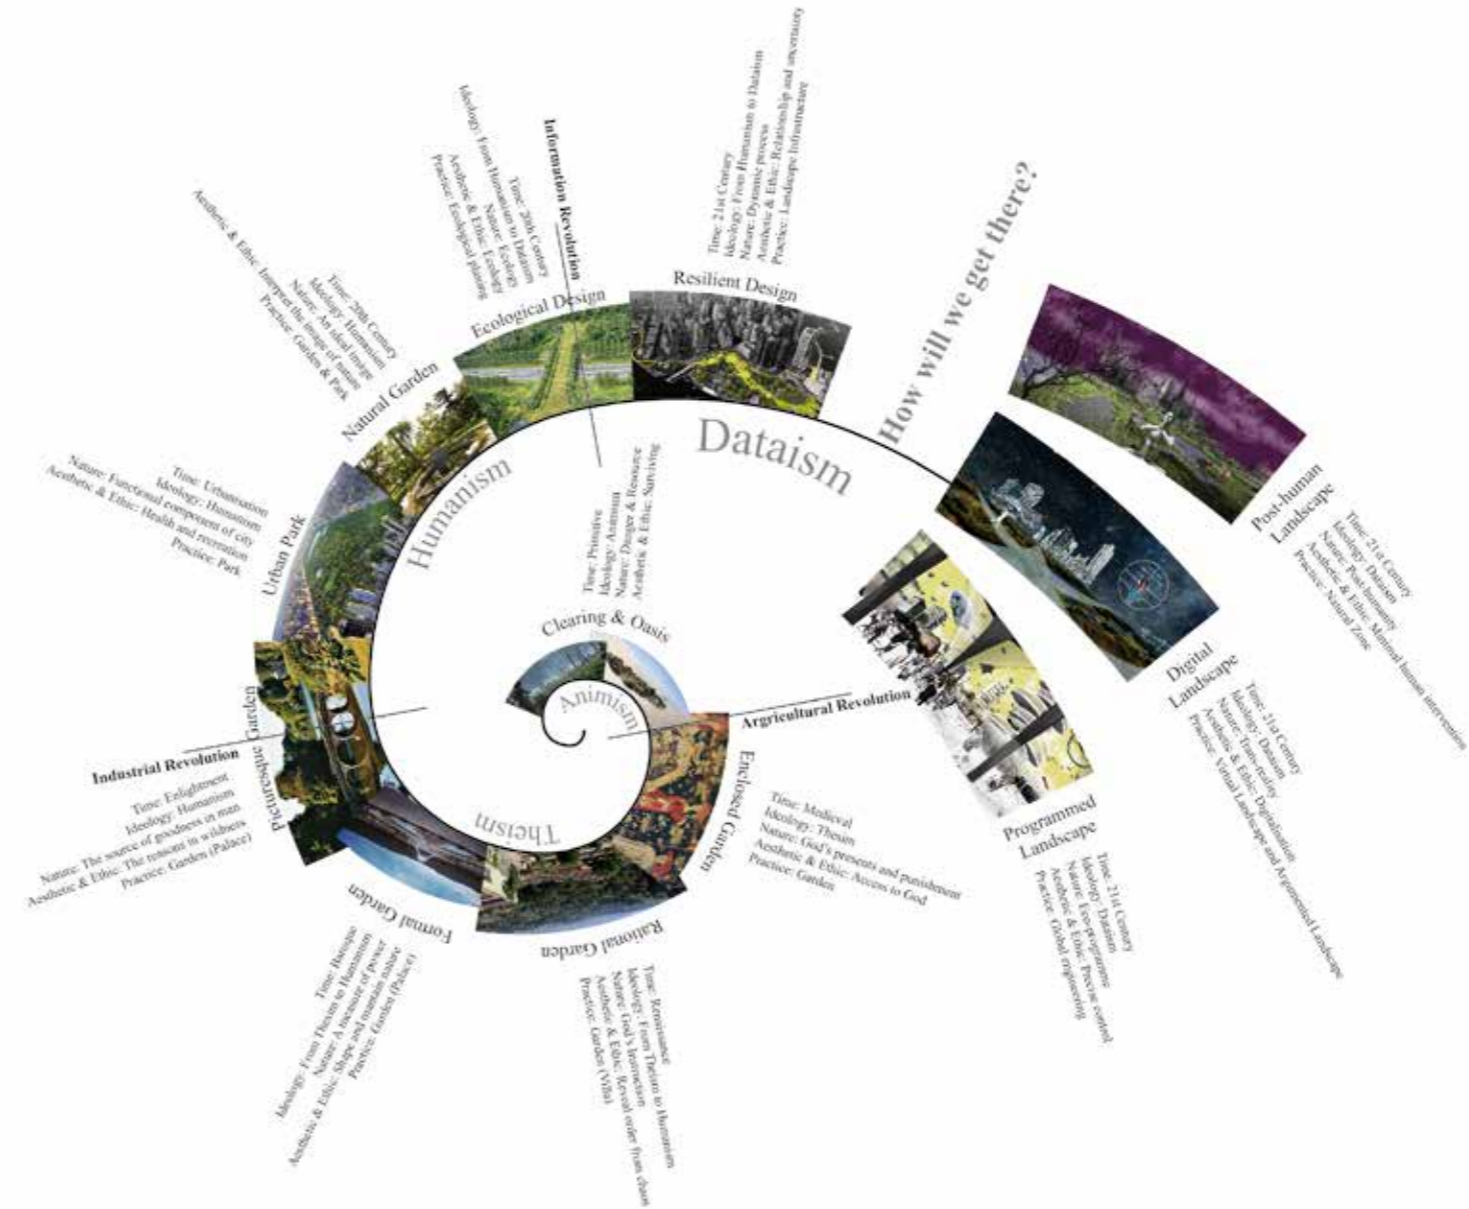 Clearing & Oasis
Time: Primitive
Ideology: Animism
Nature: Danger & Resource
Aesthetic & Ethic: Surviving
Animism
Argricultural Revolution
Enclosed Garden
Time: Medieval
Ideology: Thesim
Nature: God's presents and punishment
Aesthetic & Ethic: Access to God
Practice: Garden
Theism
Rational Garden
Time: Renaissance
Ideology: From Theism to Humanism
Nature: God's Instruction
Aesthetic & Ethic: Reveal order from chaos
Practice: Garden (Villa)
Formal Garden
Time: Baroque
Ideology: From Theism to Humanism
Nature: A measure of power
Aesthetic & Ethic: Shape and maintain nature
Practice: Garden (Palace)
Picturesque Garden
Industrial Revolution
Time: Enlightment
Ideology: Humanism
Nature: The source of goodness in man
Aesthetic & Ethic: The reason in wildness
Practice: Garden (Palace)
Urban Park
Time: Urbanisation
Ideology: Humanism
Nature: Functional component of city
Aesthetic & Ethic: Health and recreation
Practice: Park
Humanism
Natural Garden
Time: 20th Century
Ideology: Humanism
Nature: An ideal image
Aesthetic & Ethic: Interpret the image of nature
Practice: Garden & Park
Ecological Design
Time: 20th Century
Ideology: From Humanism to Dataism
Nature: Ecology
Aesthetic & Ethic: Ecology
Practice: Ecological planing
Information Revolution
Resilient Design
Time: 21st Century
Ideology: From Humanism to Dataism
Nature: Dynamic process
Aesthetic & Ethic: Relationship and uncertainty
Practice: Landscape Infrastructure
Dataism
How will we get there?
Post-human
Landscape
Time: 21st Century
Ideology: Dataism
Nature: Post-humanity
Aesthetic & Ethic: Minimal human intervention
Practice: Natural Zone
Digital
Landscape
Time: 21st Century
Ideology: Dataism
Nature: Trans-reality
Aesthetic & Ethic: Digitalisation
Practice: Virtual Landscape and Argumented Landscape
Programmed
Landscape
Time: 21st Century
Ideology: Dataism
Nature: Eco-programme
Aesthetic & Ethic: Precise control
Practice: Global engineering